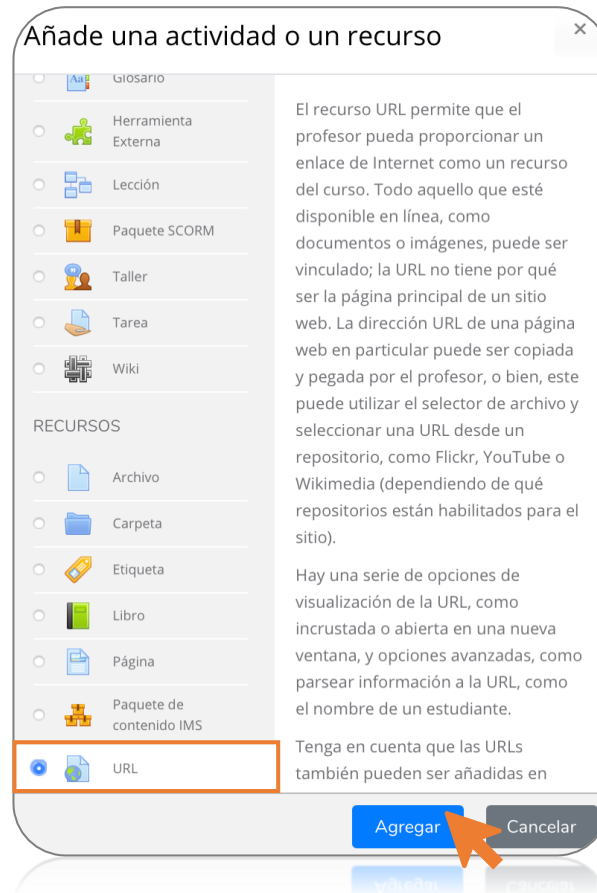 Añade una actividad o un recurso
×
Glosario
Herramienta
Externa
Lección
Paquete SCORM
Taller
Tarea
Wiki
RECURSOS
Archivo
Carpeta
Etiqueta
Libro
Página
Paquete de
contenido IMS
URL
El recurso URL permite que el
profesor pueda proporcionar un
enlace de Internet como un recurso
del curso. Todo aquello que esté
disponible en línea, como
documentos o imágenes, puede ser
vinculado; la URL no tiene por qué
ser la página principal de un sitio
web. La dirección URL de una página
web en particular puede ser copiada
y pegada por el profesor, o bien, este
puede utilizar el selector de archivo y
seleccionar una URL desde un
repositorio, como Flickr, YouTube o
Wikimedia (dependiendo de qué
repositorios están habilitados para el
sitio).
Hay una serie de opciones de
visualización de la URL, como
incrustada o abierta en una nueva
ventana, y opciones avanzadas, como
parsear información a la URL, como
el nombre de un estudiante.
Tenga en cuenta que las URLs
también pueden ser añadidas en
Agregar
Cancelar